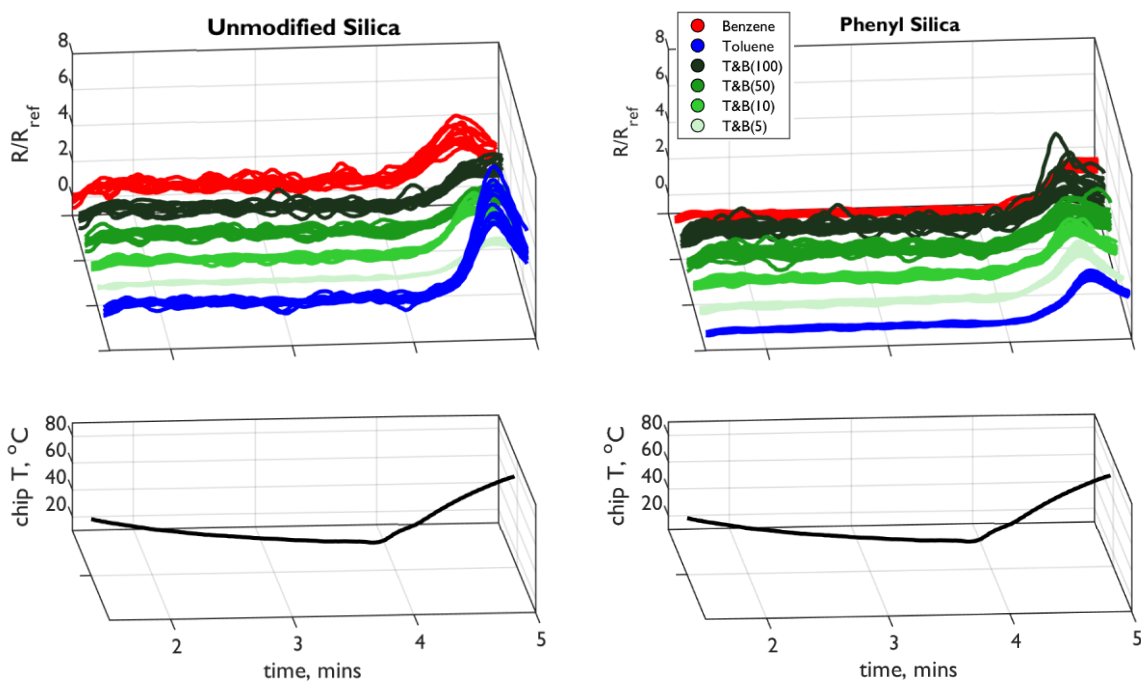 Unmodified Silica
8
6
4
2
0
R/R_ref
Phenyl Silica
8
6
4
2
0
R/R_ref
Benzene
Toluene
T&B(100)
T&B(50)
T&B(10)
T&B(5)
80
60
40
20
chip T, °C
2
3
4
5
time, mins
80
60
40
20
chip T, °C
2
3
4
5
time, mins